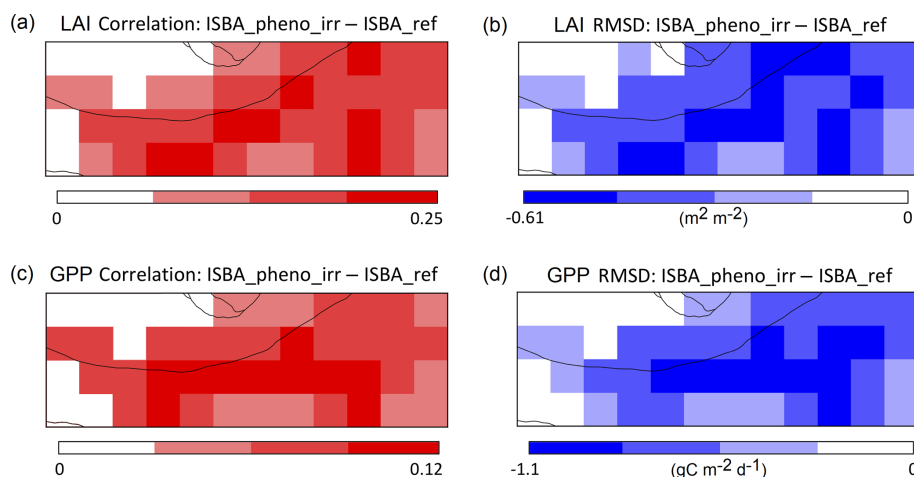 (a) LAI Correlation: ISBA_pheno_irr – ISBA_ref
(b) LAI RMSD: ISBA_pheno_irr – ISBA_ref
0 0.25
-0.61 (m² m⁻²) 0
(c) GPP Correlation: ISBA_pheno_irr – ISBA_ref
(d) GPP RMSD: ISBA_pheno_irr – ISBA_ref
0 0.12
-1.1 (gC m⁻² d⁻¹) 0